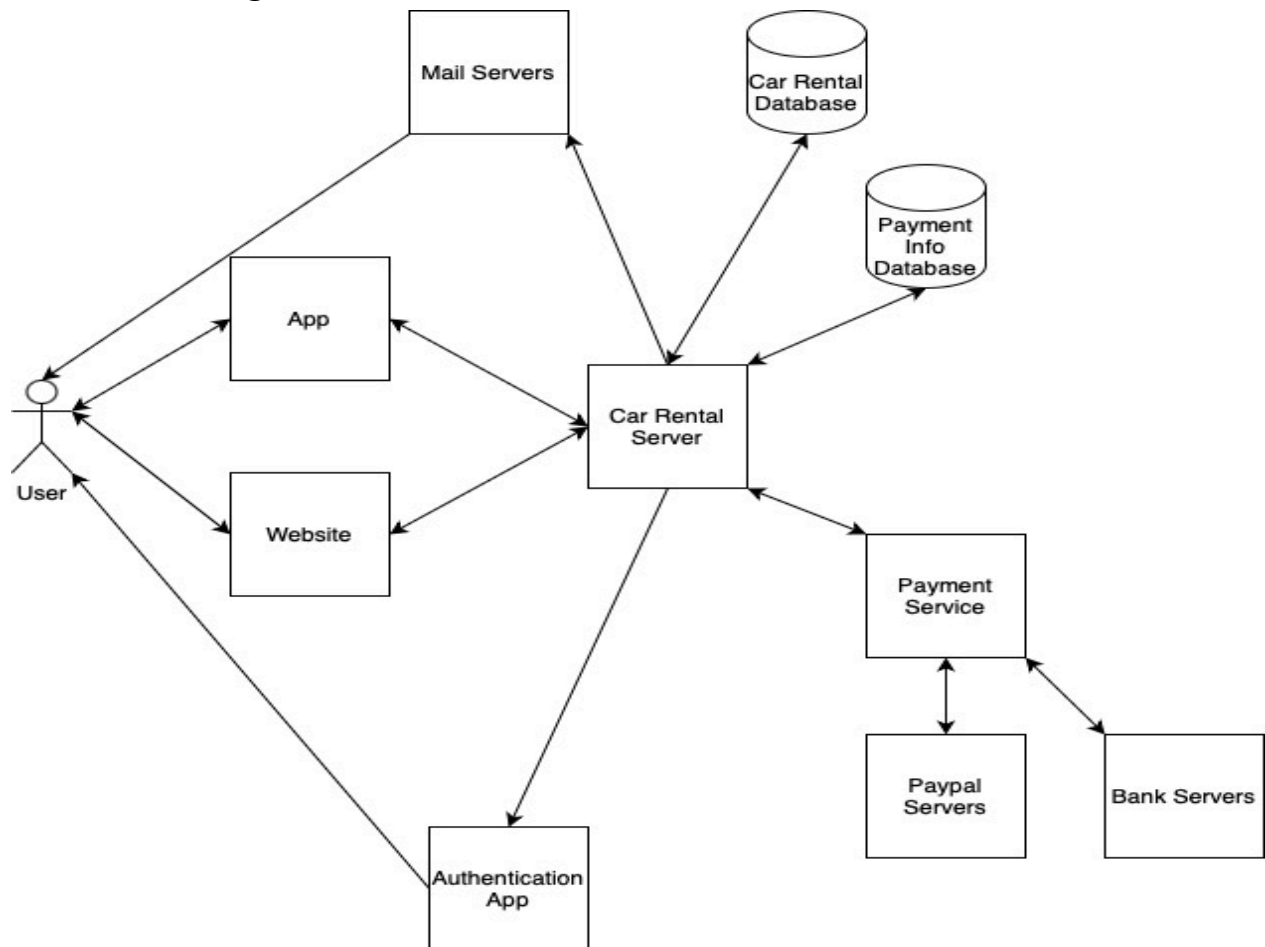 Mail Servers
Car Rental
Database
Payment
Info
Database
App
Car Rental
Server
User
Website
Payment
Service
Paypal
Servers
Bank Servers
Authentication
App